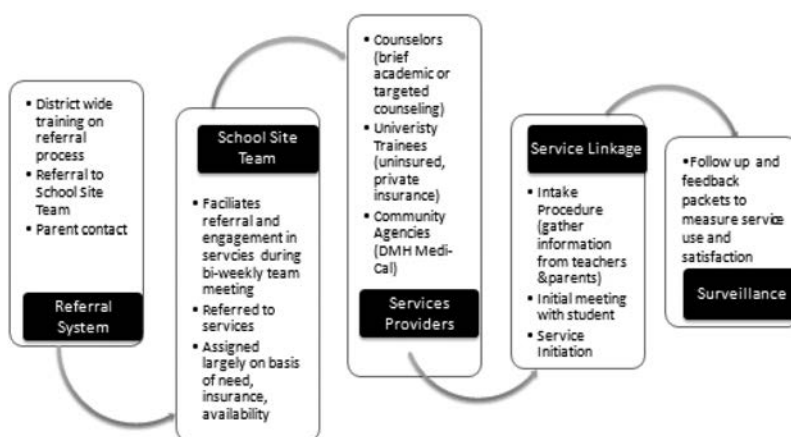 ▪ District wide
training on
referral
process
▪ Referral to
School Site
Team
▪ Parent contact
Referral
System
School Site
Team
▪ Faciliates
referral and
engagement in
servcies during
bi-weekly team
meeting
▪ Referred to
services
▪ Assigned
largely on basis
of need,
insurance,
availability
▪ Counselors
(brief
academic or
targeted
counseling)
▪ Univeristy
Trainees
(uninsured,
private
insurance)
▪ Community
Agencies
(DMH Medi-
Cal)
Services
Providers
Service Linkage
▪ Intake
Procedure
(gather
information
from teachers
&parents)
▪ Initial meeting
with student
▪ Service
Initiation
▪Follow up and
feedback
packets to
measure service
use and
satisfaction
Surveillance